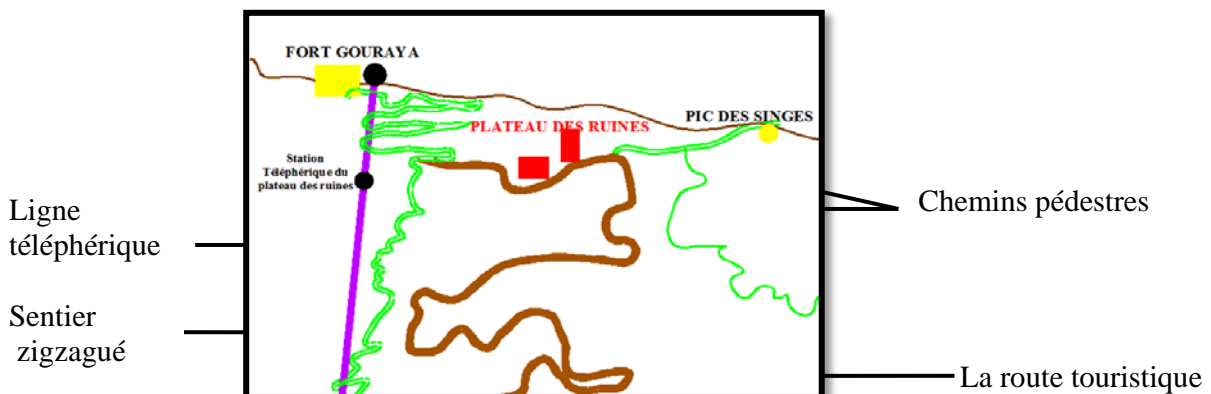 FORT GOURAYA
PIC DES SINGES
PLATEAU DES RUINES
Station
Téléphérique du
plateau des ruines
Ligne
téléphérique
Chemins pédestres
Sentier
zigzagué
La route touristique